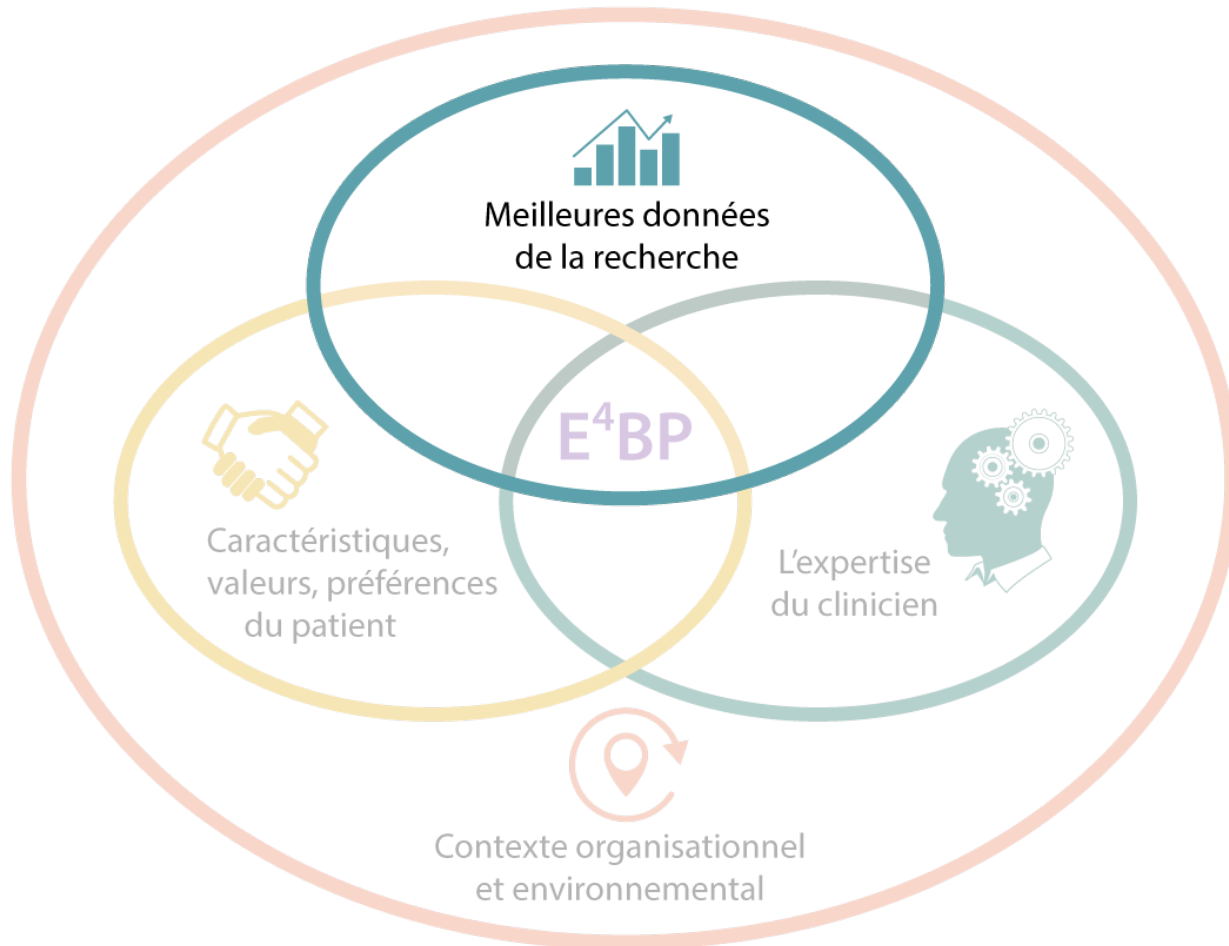 Meilleures données
de la recherche
E⁴BP
Caractéristiques,
valeurs, préférences
du patient
L'expertise
du clinicien
Contexte organisationnel
et environnemental